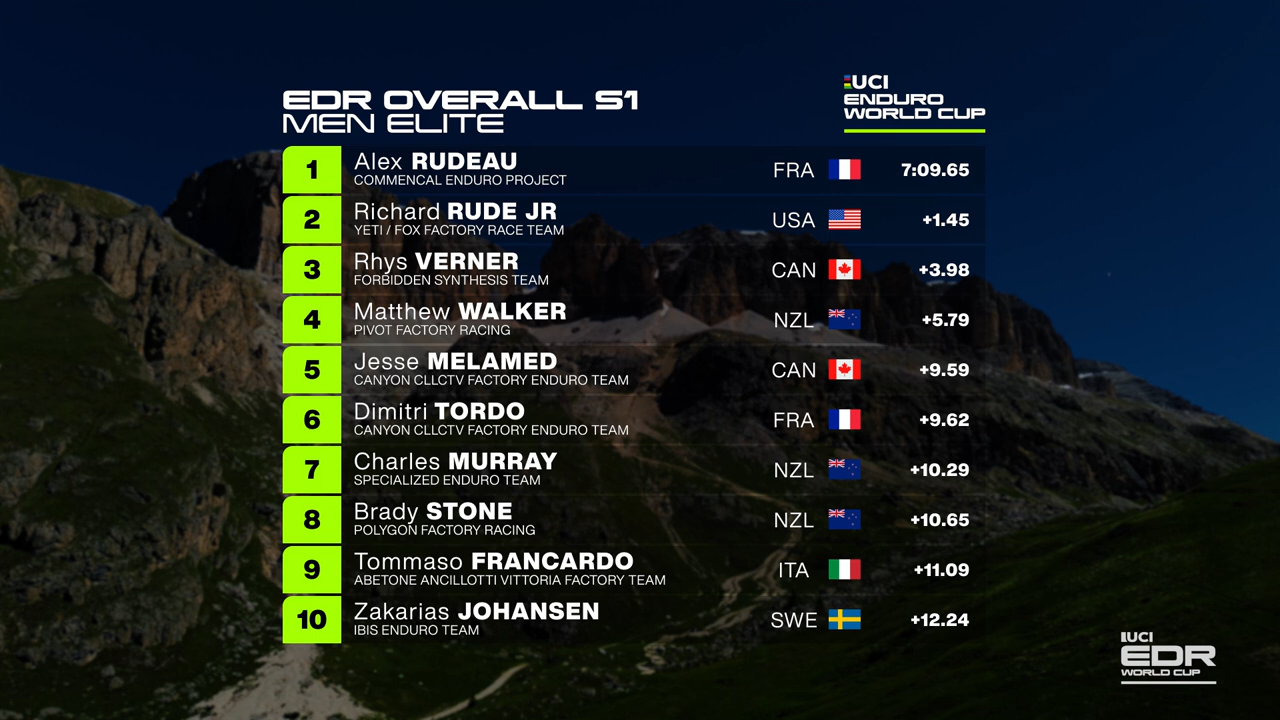 EDR OVERALL S1
MEN ELITE
UCI
ENDURO
WORLD CUP
1 Alex RUDEAU FRA 7:09.65
COMMENCAL ENDURO PROJECT
2 Richard RUDE JR USA +1.45
YETI / FOX FACTORY RACE TEAM
3 Rhys VERNER CAN +3.98
FORBIDDEN SYNTHESIS TEAM
4 Matthew WALKER NZL +5.79
PIVOT FACTORY RACING
5 Jesse MELAMED CAN +9.59
CANYON CLLCTV FACTORY ENDURO TEAM
6 Dimitri TORDO FRA +9.62
CANYON CLLCTV FACTORY ENDURO TEAM
7 Charles MURRAY NZL +10.29
SPECIALIZED ENDURO TEAM
8 Brady STONE NZL +10.65
POLYGON FACTORY RACING
9 Tommaso FRANCARDO ITA +11.09
ABETONE ANCILLOTTI VITTORIA FACTORY TEAM
10 Zakarias JOHANSEN SWE +12.24
IBIS ENDURO TEAM
UCI
EDR
WORLD CUP